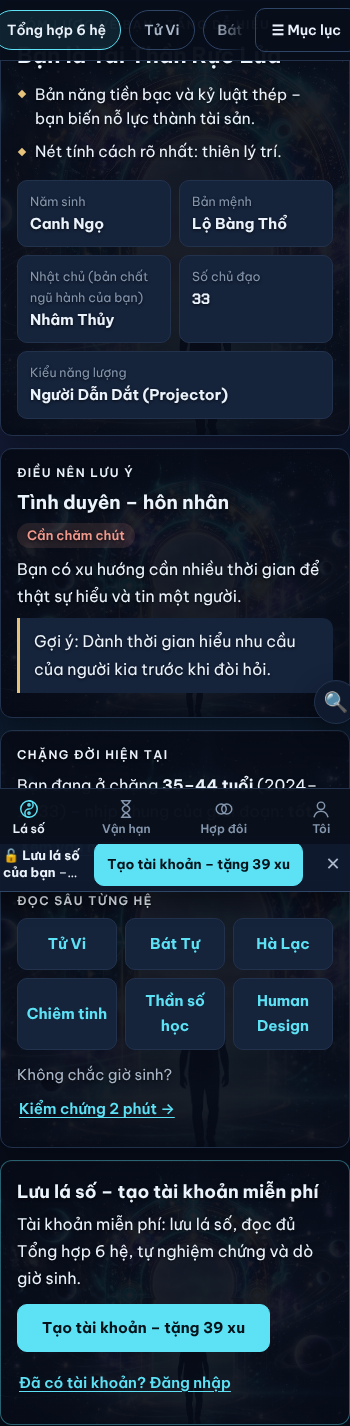 Tổng hợp 6 hệ
Tử Vi
Bát
☰ Mục lục
Bản năng tiền bạc và kỷ luật thép –
bạn biến nỗ lực thành tài sản.
Nét tính cách rõ nhất: thiên lý trí.
Năm sinh
Canh Ngọ
Bản mệnh
Lộ Bàng Thổ
Nhật chủ (bản chất
ngũ hành của bạn)
Nhâm Thủy
Số chủ đạo
33
Kiểu năng lượng
Người Dẫn Dắt (Projector)
ĐIỀU NÊN LƯU Ý
Tình duyên – hôn nhân
Cần chăm chút
Bạn có xu hướng cần nhiều thời gian để
thật sự hiểu và tin một người.
Gợi ý: Dành thời gian hiểu nhu cầu
của người kia trước khi đòi hỏi.
CHẶNG ĐỜI HIỆN TẠI
Bạn đang ở chặng 35–44 tuổi (2024–
Lá số
Vận hạn
Hợp đôi
Tôi
🔓 Lưu lá số
của bạn –…
Tạo tài khoản – tặng 39 xu
✕
ĐỌC SÂU TỪNG HỆ
Tử Vi
Bát Tự
Hà Lạc
Chiêm tinh
Thần số
học
Human
Design
Không chắc giờ sinh?
Kiểm chứng 2 phút →
Lưu lá số – tạo tài khoản miễn phí
Tài khoản miễn phí: lưu lá số, đọc đủ
Tổng hợp 6 hệ, tự nghiệm chứng và dò
giờ sinh.
Tạo tài khoản – tặng 39 xu
Đã có tài khoản? Đăng nhập